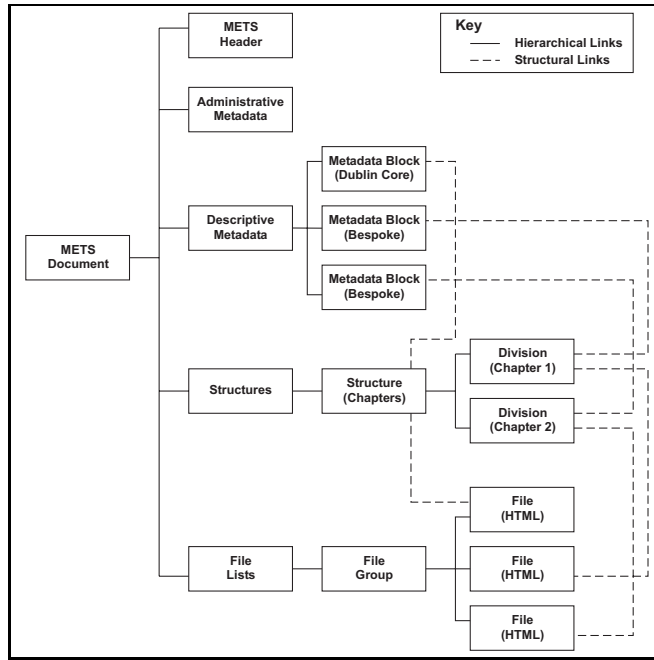 METS
Header
Key
Hierarchical Links
Structural Links
Administrative
Metadata
Metadata Block
(Dublin Core)
Descriptive
Metadata
Metadata Block
(Bespoke)
METS
Document
Metadata Block
(Bespoke)
Structures
Structure
(Chapters)
Division
(Chapter 1)
Division
(Chapter 2)
File
(HTML)
File
Lists
File
Group
File
(HTML)
File
(HTML)